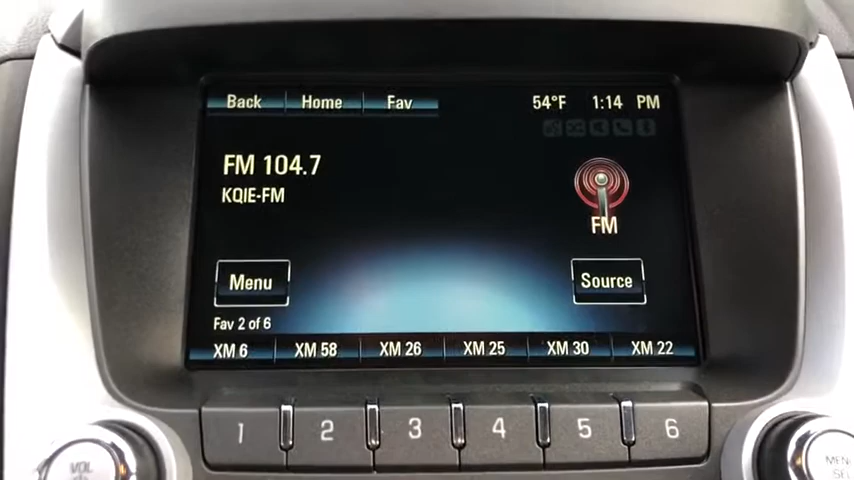 Back Home Fav 54°F 1:14 PM
FM 104.7
KQIE-FM
FM
Menu Source
Fav 2 of 6
XM 6 XM 58 XM 26 XM 25 XM 30 XM 22
1 2 3 4 5 6
VOL MENU
SEL